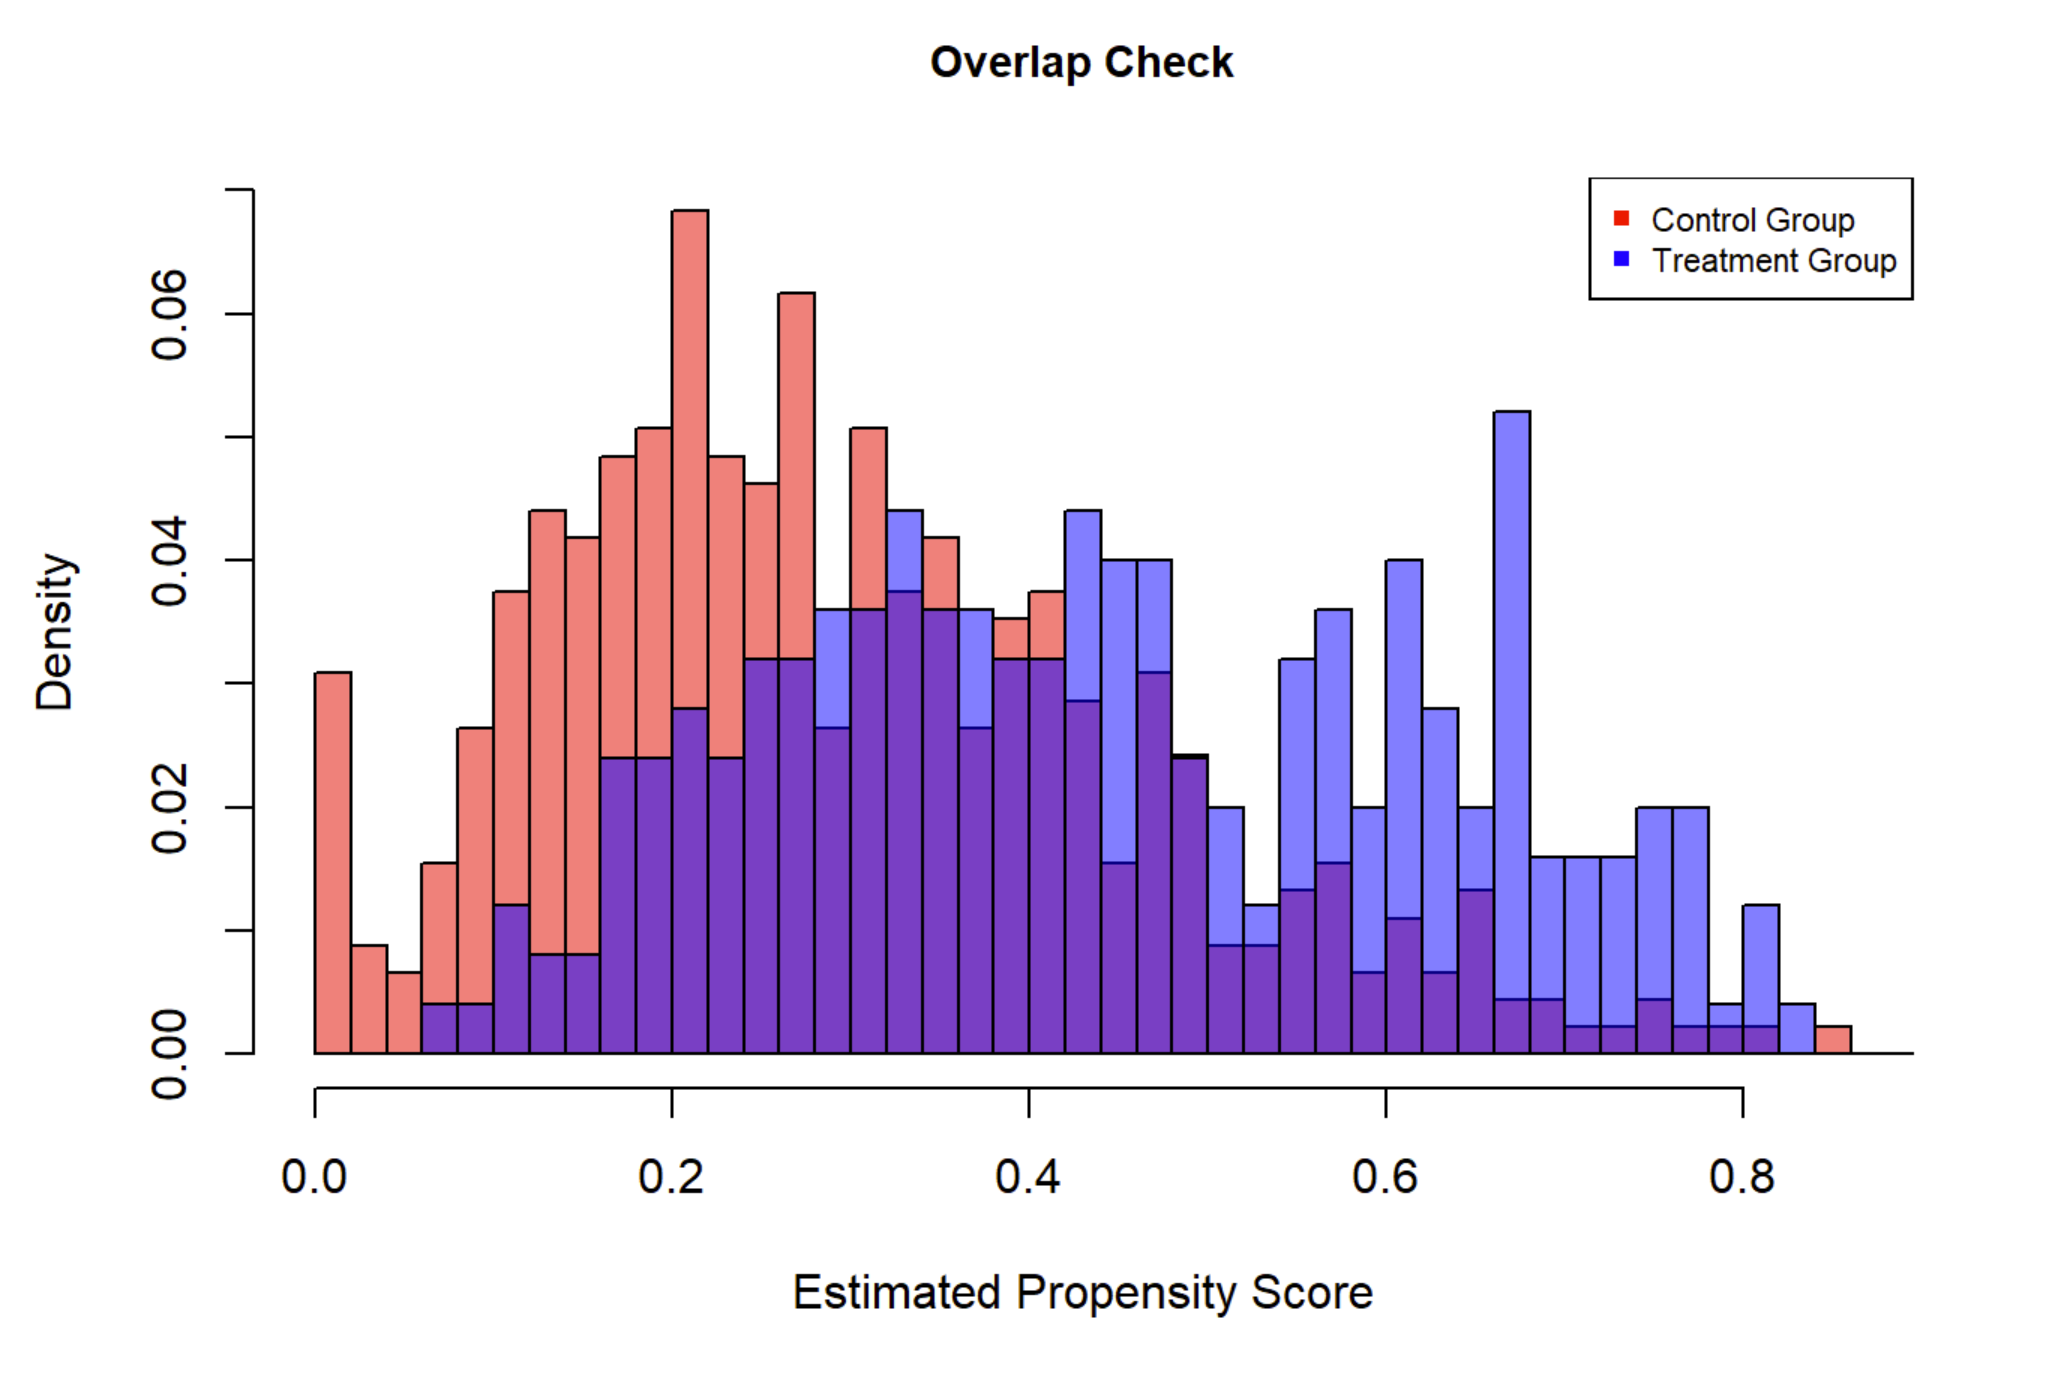 Overlap Check
Control Group
Treatment Group
Density
0.00
0.02
0.04
0.06
0.0 0.2 0.4 0.6 0.8
Estimated Propensity Score